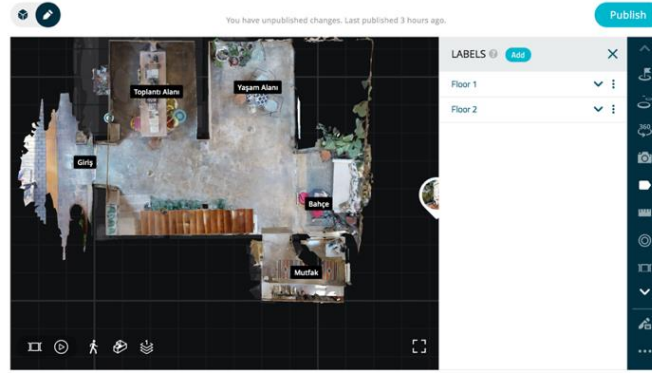 You have unpublished changes. Last published 3 hours ago.
Publish
LABELS
Add
Floor 1
Floor 2
Toplantı Alanı
Yaşam Alanı
Giriş
Bahçe
Mutfak
360